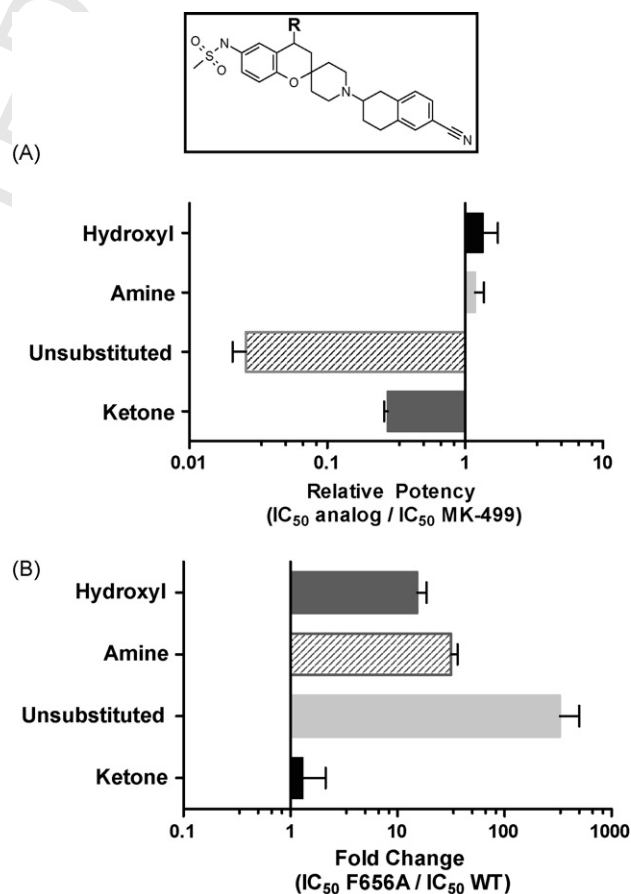 R
O
N
S
O
O
N
N
(A)
Hydroxyl
Amine
Unsubstituted
Ketone
0.01 0.1 1 10
Relative Potency
(IC50 analog / IC50 MK-499)
(B)
Hydroxyl
Amine
Unsubstituted
Ketone
0.1 1 10 100 1000
Fold Change
(IC50 F656A / IC50 WT)